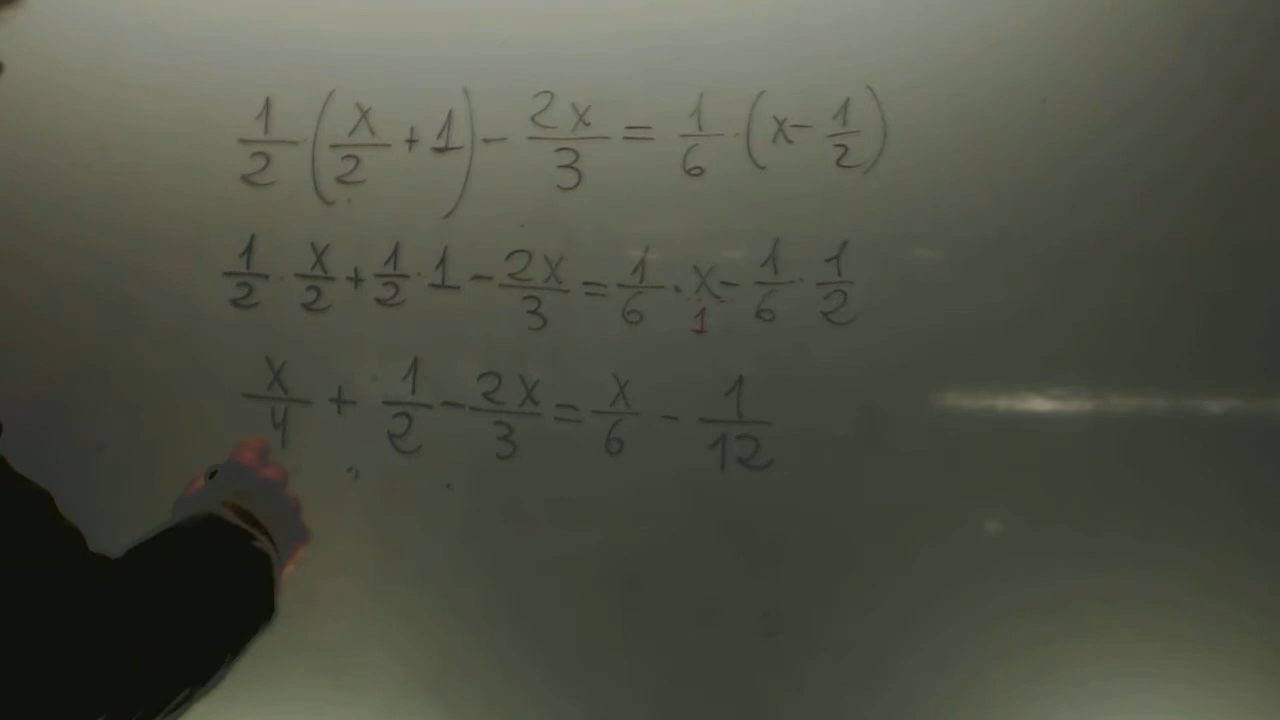 1/2 · (x/2 + 1) - 2x/3 = 1/6 · (x - 1/2)
1/2 · x/2 + 1/2 · 1 - 2x/3 = 1/6 · x/1 - 1/6 · 1/2
x/4 + 1/2 - 2x/3 = x/6 - 1/12